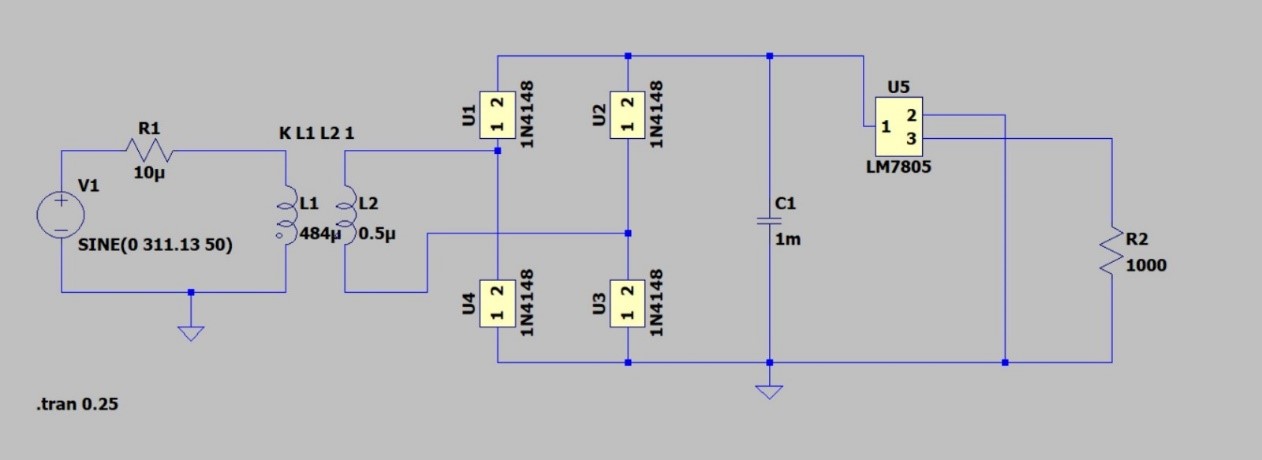 R1
10µ
V1
SINE(0 311.13 50)
K L1 L2 1
L1
484µ
L2
0.5µ
U1
1 2
1N4148
U2
1 2
1N4148
U4
1 2
1N4148
U3
1 2
1N4148
C1
1m
U5
1
2
3
LM7805
R2
1000
.tran 0.25